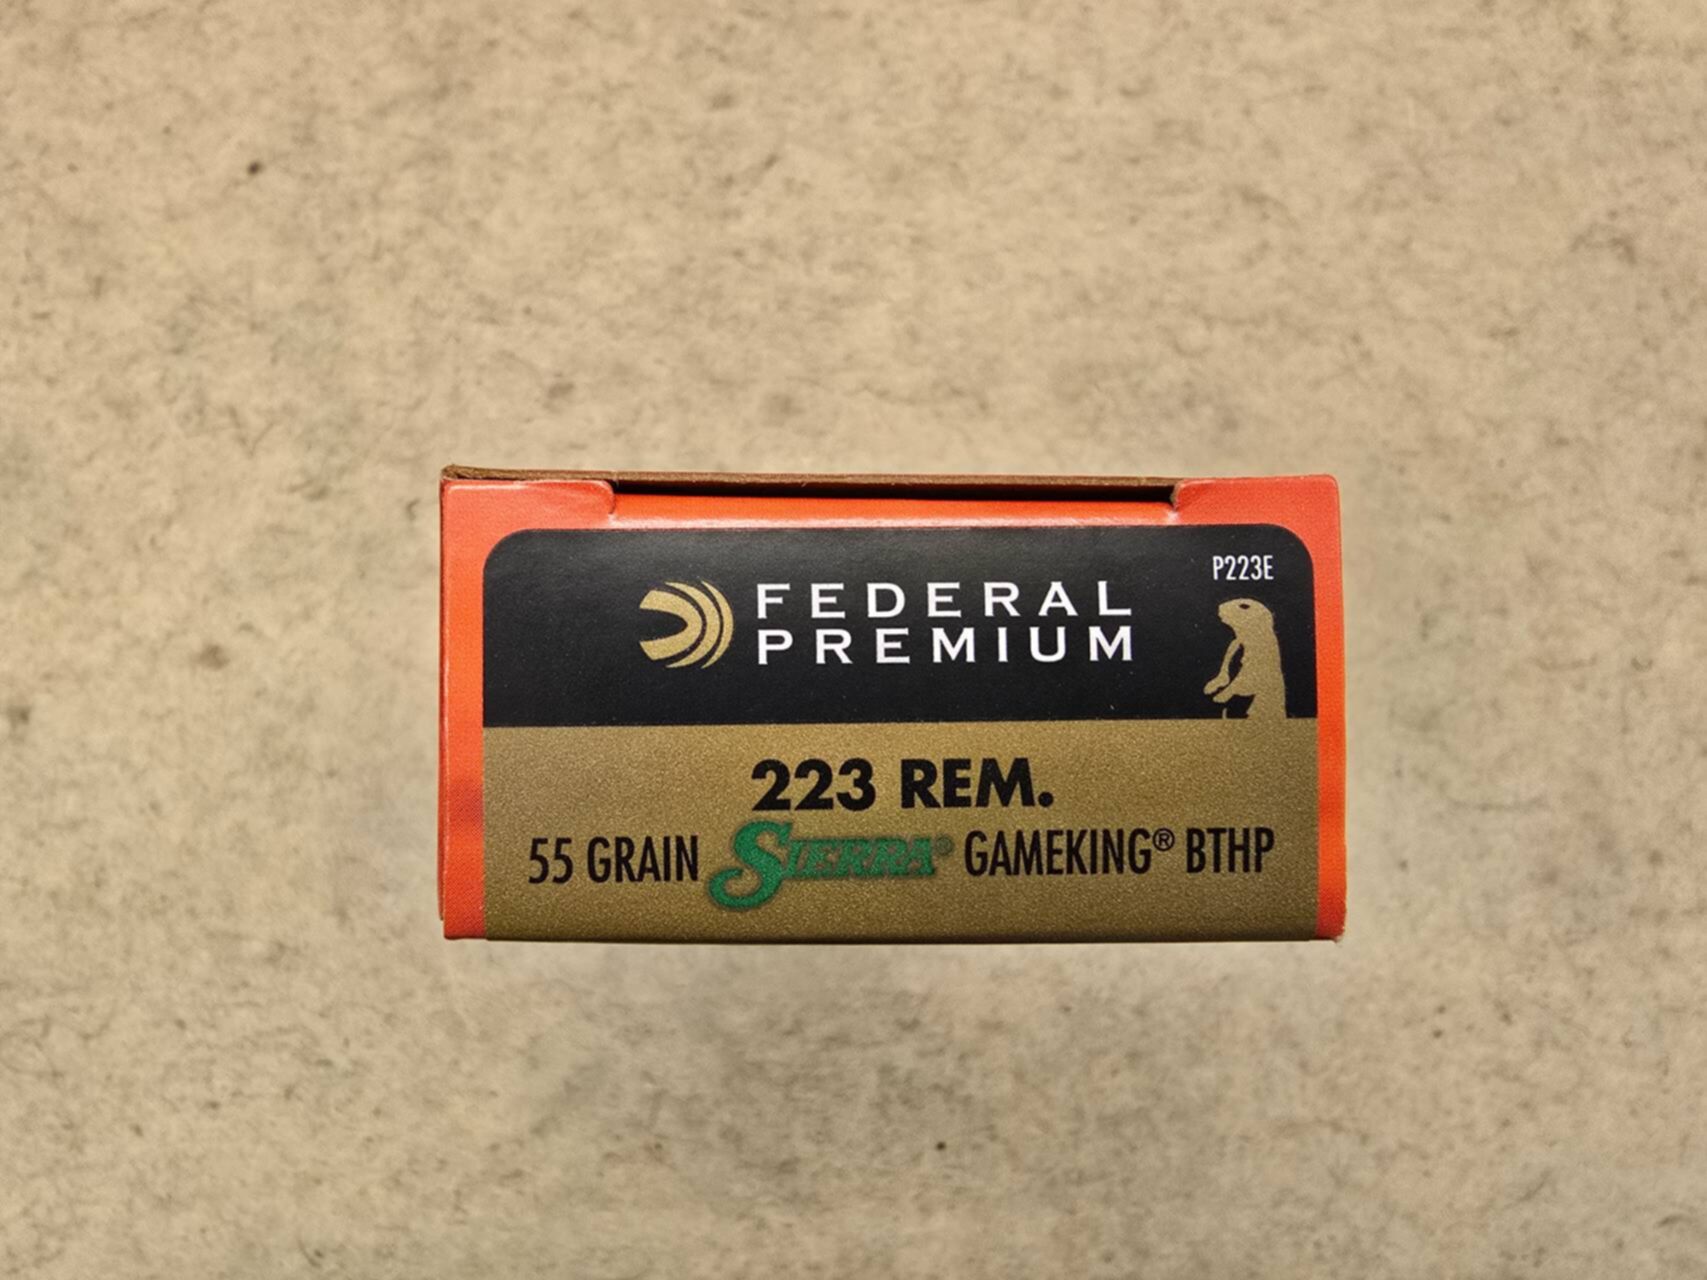 P223E
FEDERAL
PREMIUM
223 REM.
55 GRAIN SIERRA® GAMEKING® BTHP